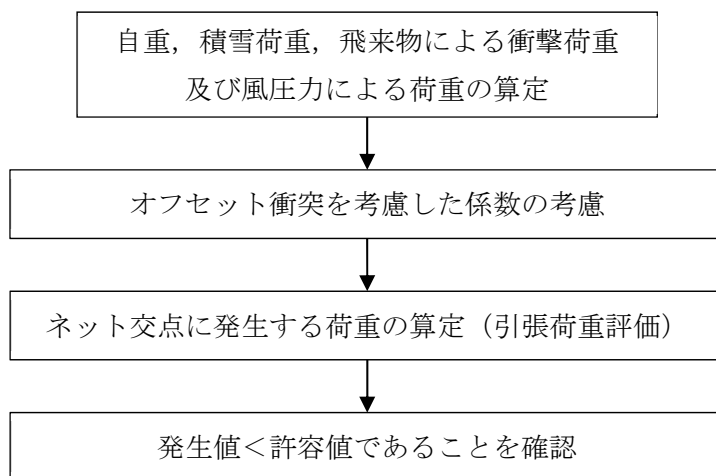 自重，積雪荷重，飛来物による衝撃荷重
及び風圧力による荷重の算定
オフセット衝突を考慮した係数の考慮
ネット交点に発生する荷重の算定（引張荷重評価）
発生値＜許容値であることを確認